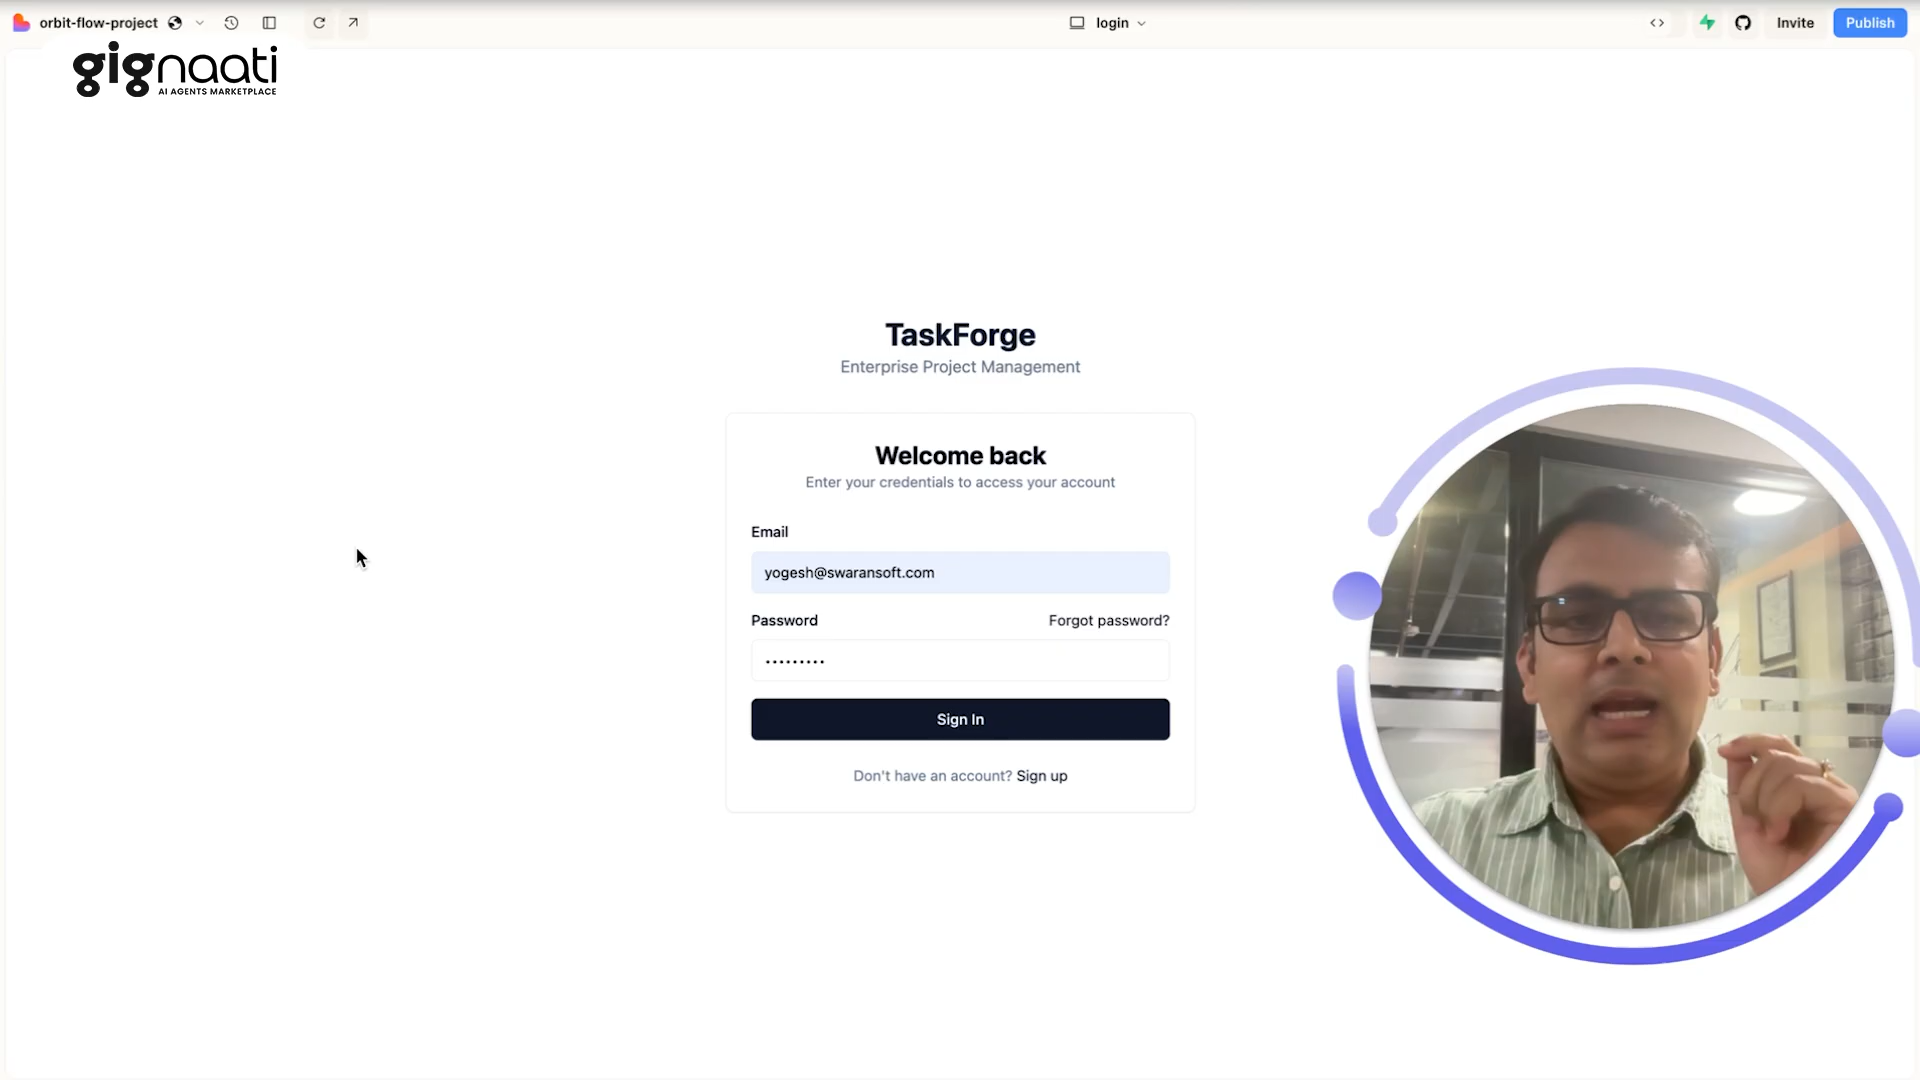 orbit-flow-project
login
Invite
Publish
gignaati
AI AGENTS MARKETPLACE
TaskForge
Enterprise Project Management
Welcome back
Enter your credentials to access your account
Email
yogesh@swaransoft.com
Password
Forgot password?
Sign In
Don't have an account? Sign up